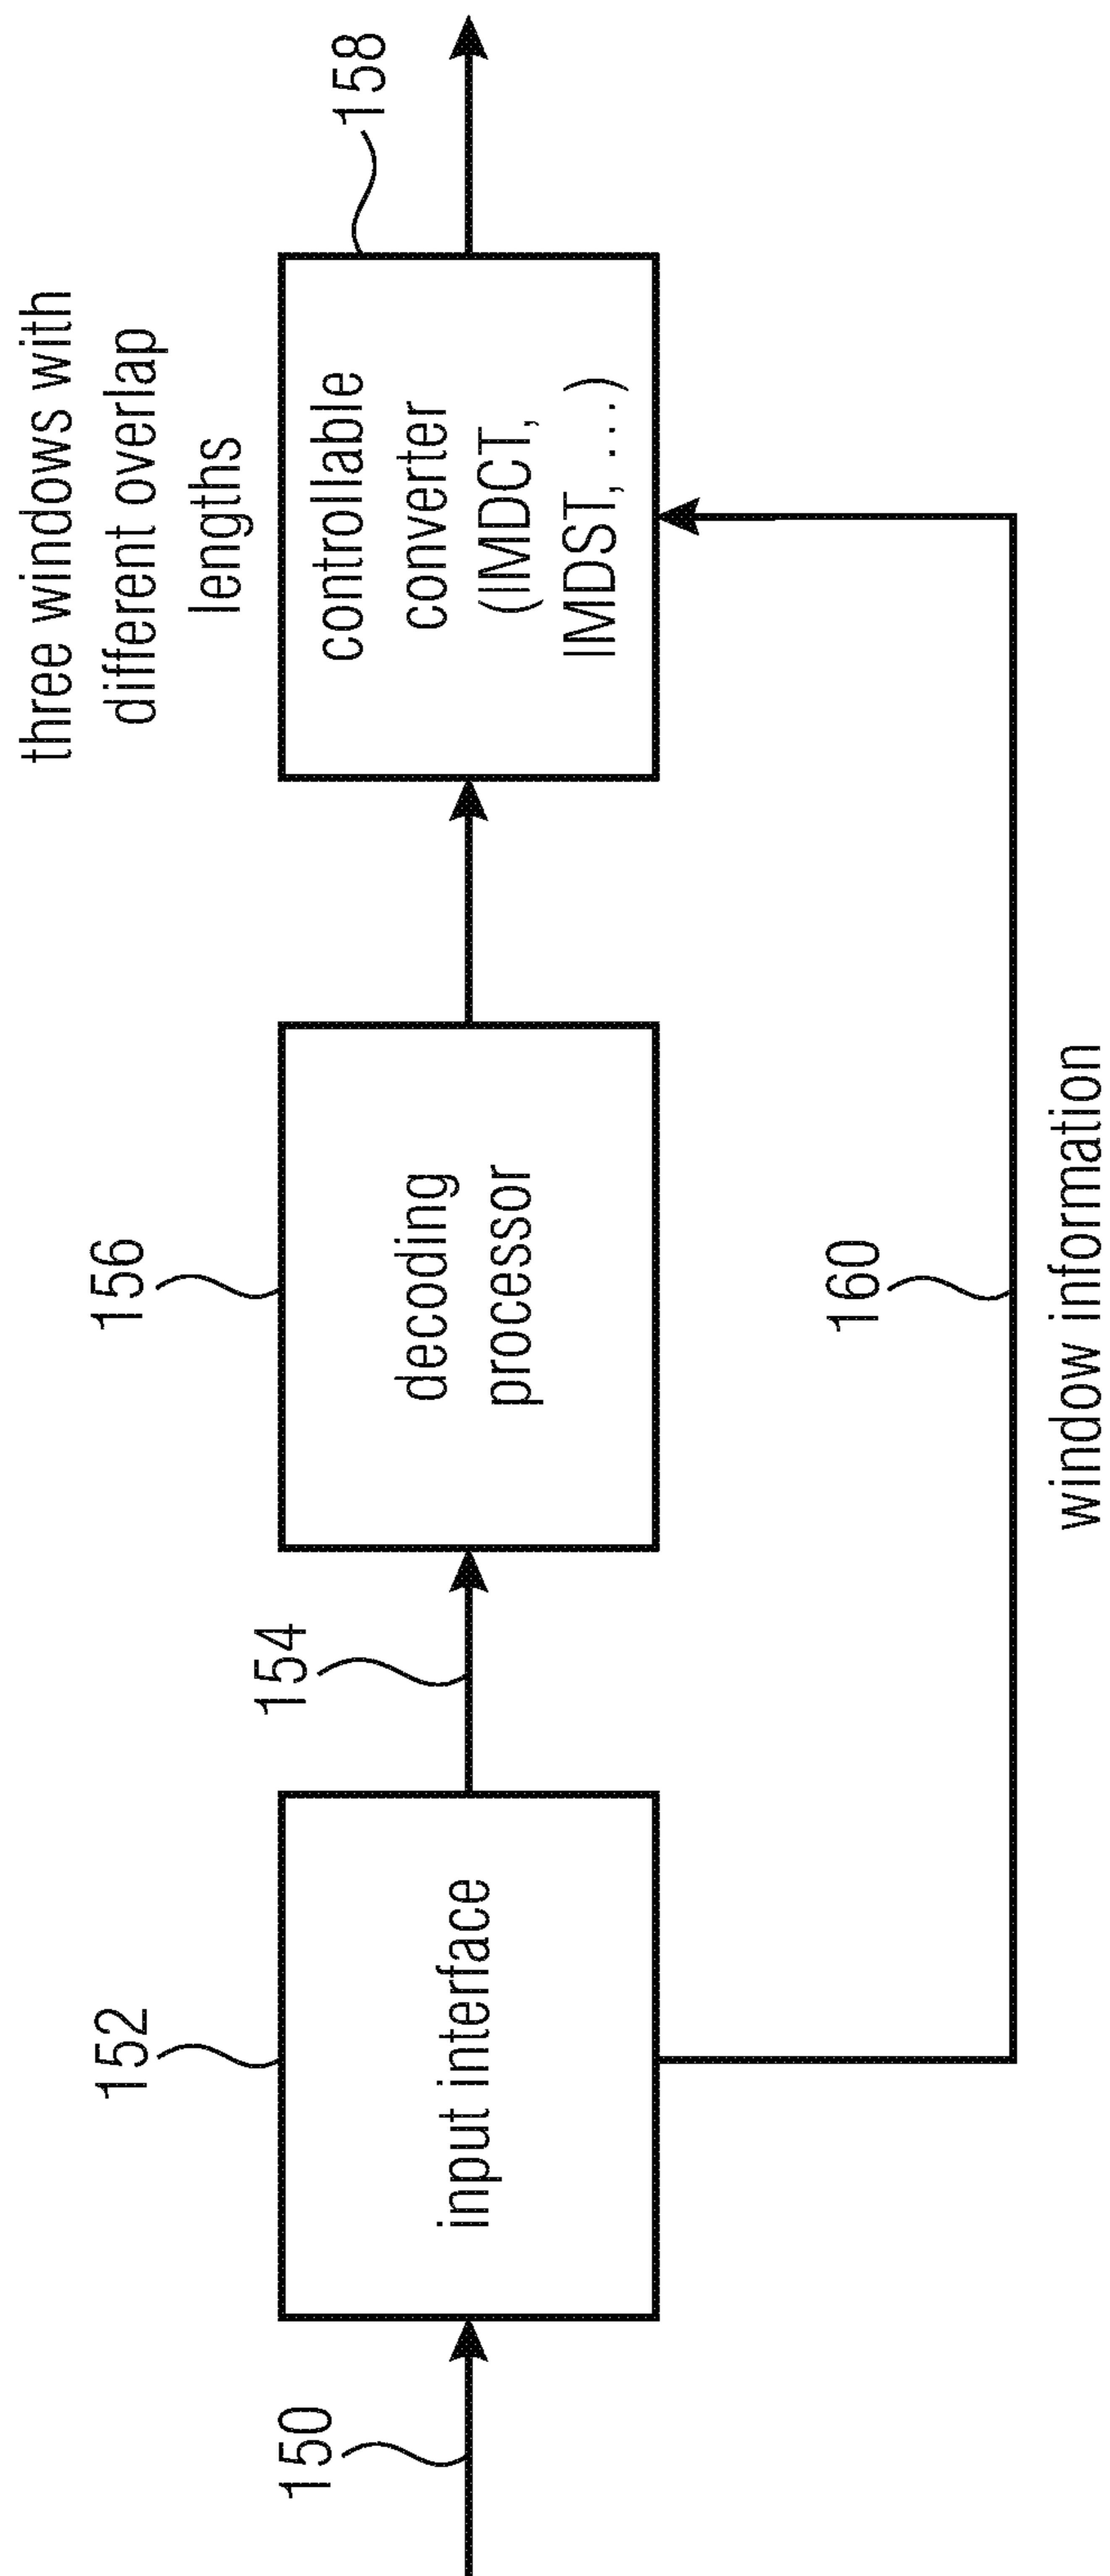 three windows with
different overlap
lengths
152
156
158
150
input interface
154
decoding
processor
controllable
converter
(IMDCT,
IMDST, ...)
160
window information